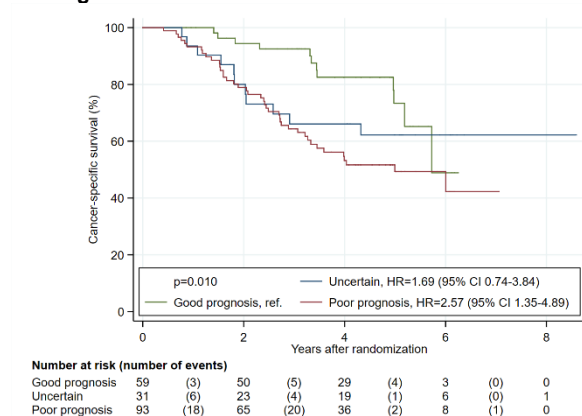 100
80
60
40
20
0
Cancer-specific survival (%)
p=0.010
Uncertain, HR=1.69 (95% CI 0.74-3.84)
Good prognosis, ref.
Poor prognosis, HR=2.57 (95% CI 1.35-4.89)
0 2 4 6 8
Years after randomization
Number at risk (number of events)
Good prognosis 59 (3) 50 (5) 29 (4) 3 (0) 0
Uncertain 31 (6) 23 (4) 19 (1) 6 (0) 1
Poor prognosis 93 (18) 65 (20) 36 (2) 8 (1) 0